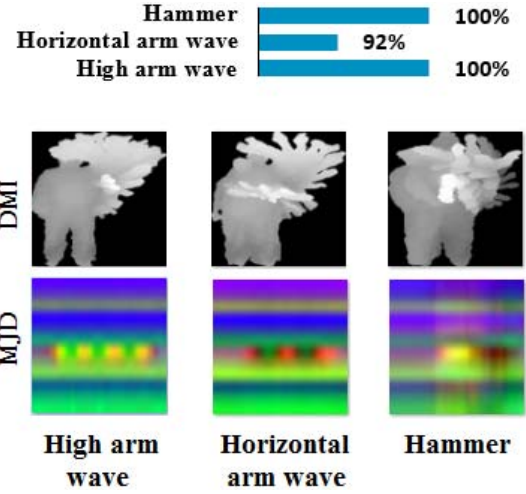 Hammer 100%
Horizontal arm wave 92%
High arm wave 100%
DMI
MJD
High arm wave
Horizontal arm wave
Hammer